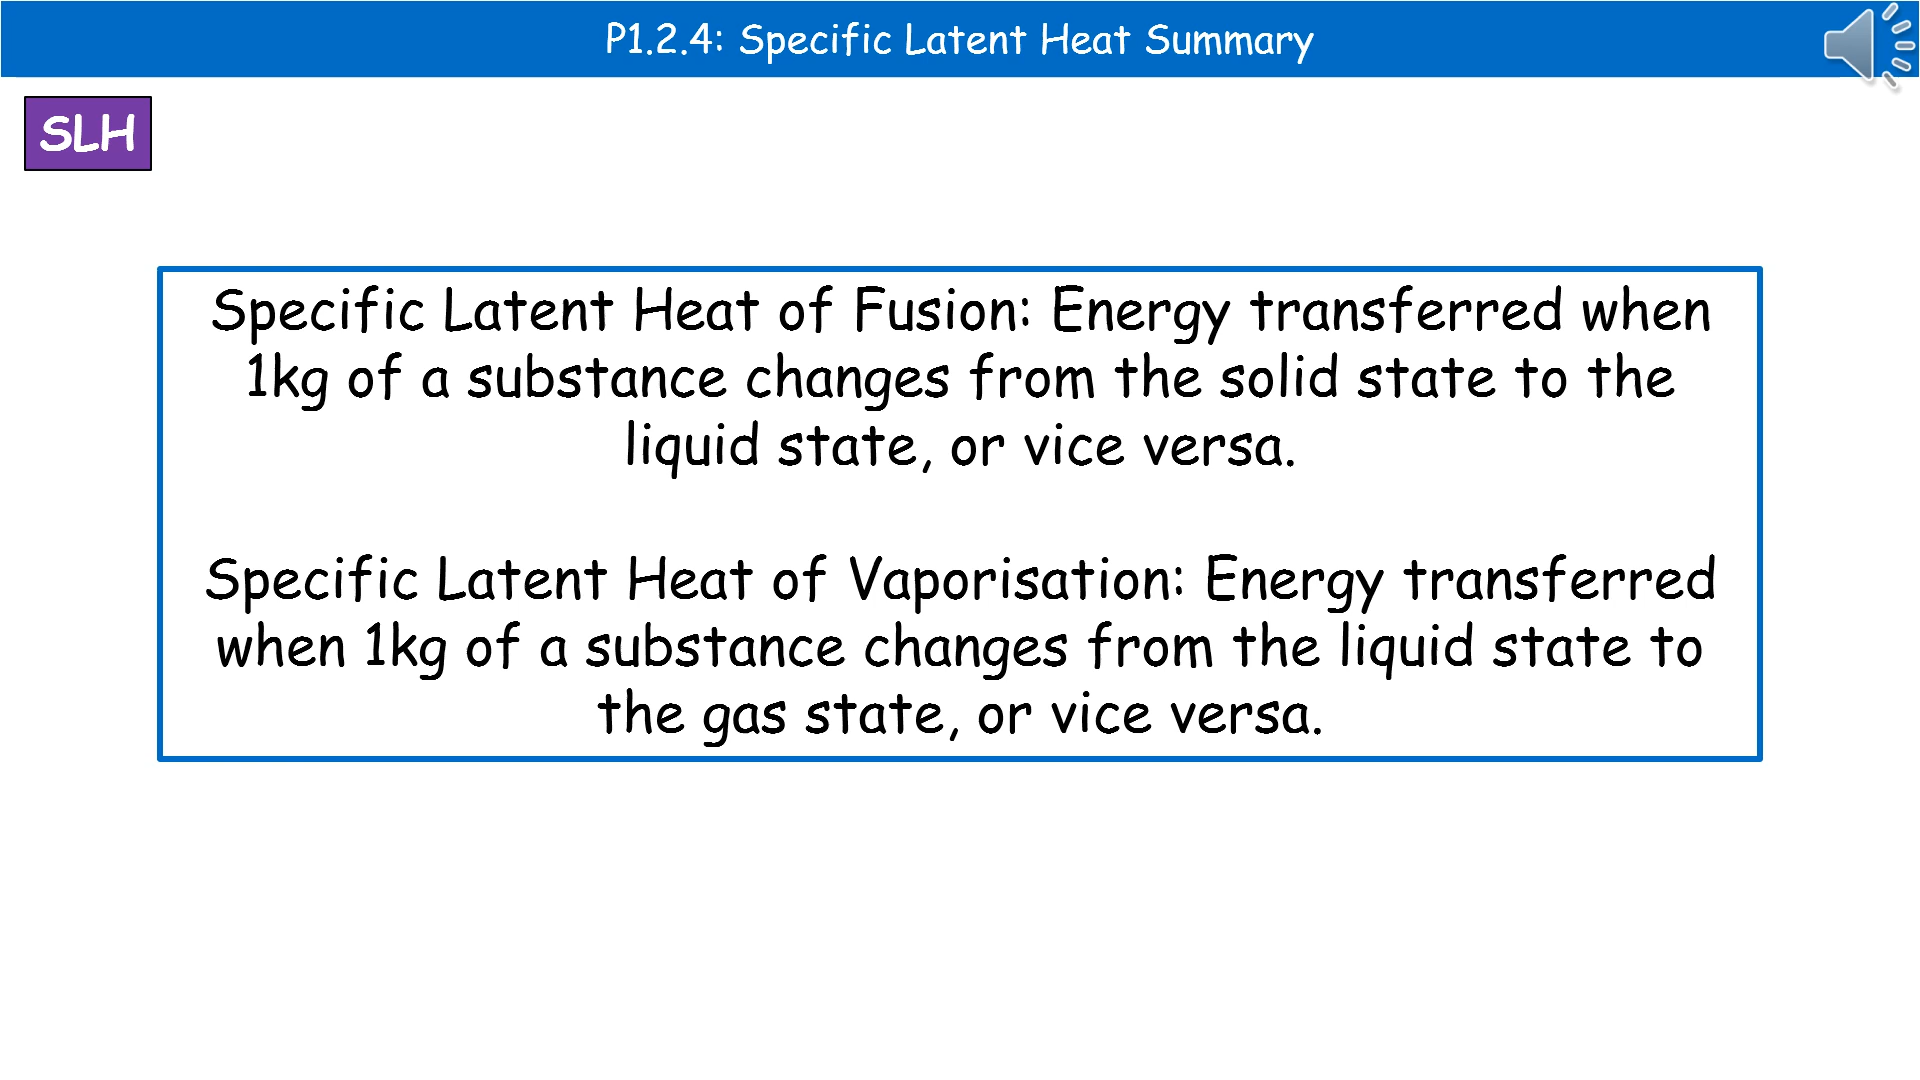 P1.2.4: Specific Latent Heat Summary
SLH
Specific Latent Heat of Fusion: Energy transferred when
1kg of a substance changes from the solid state to the
liquid state, or vice versa.
Specific Latent Heat of Vaporisation: Energy transferred
when 1kg of a substance changes from the liquid state to
the gas state, or vice versa.